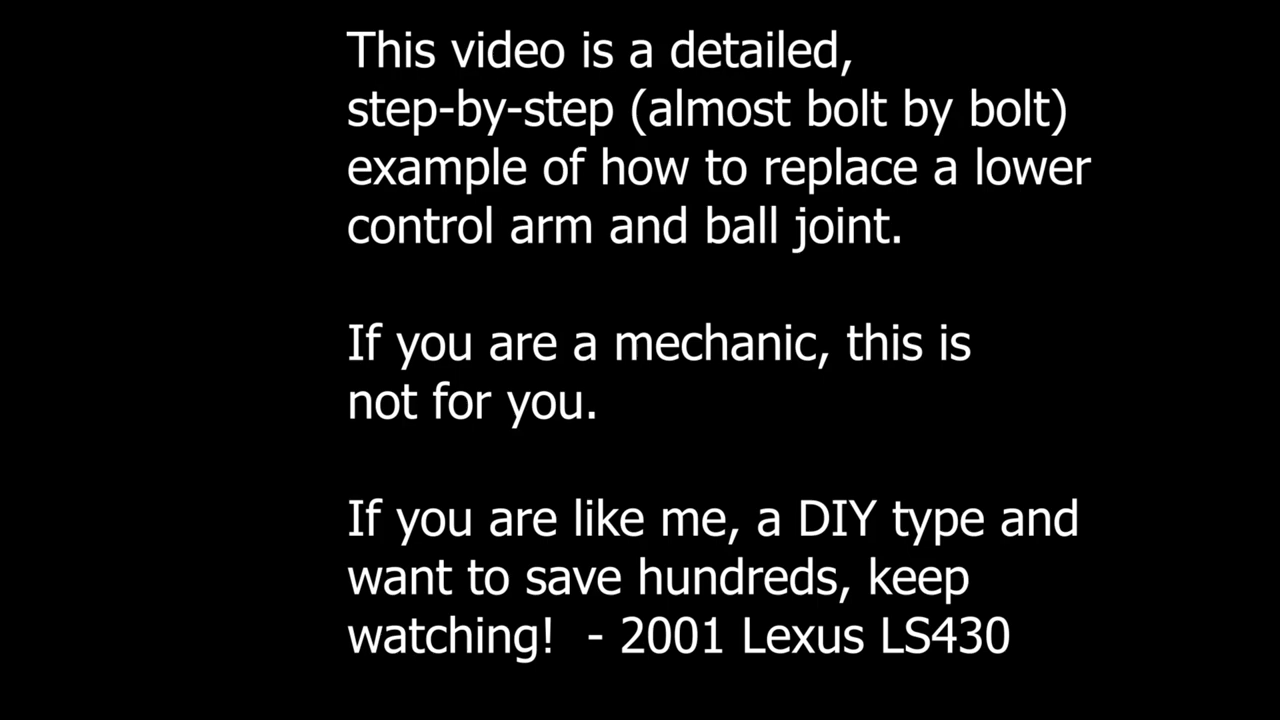 This video is a detailed,
step-by-step (almost bolt by bolt)
example of how to replace a lower
control arm and ball joint.
If you are a mechanic, this is
not for you.
If you are like me, a DIY type and
want to save hundreds, keep
watching!  - 2001 Lexus LS430